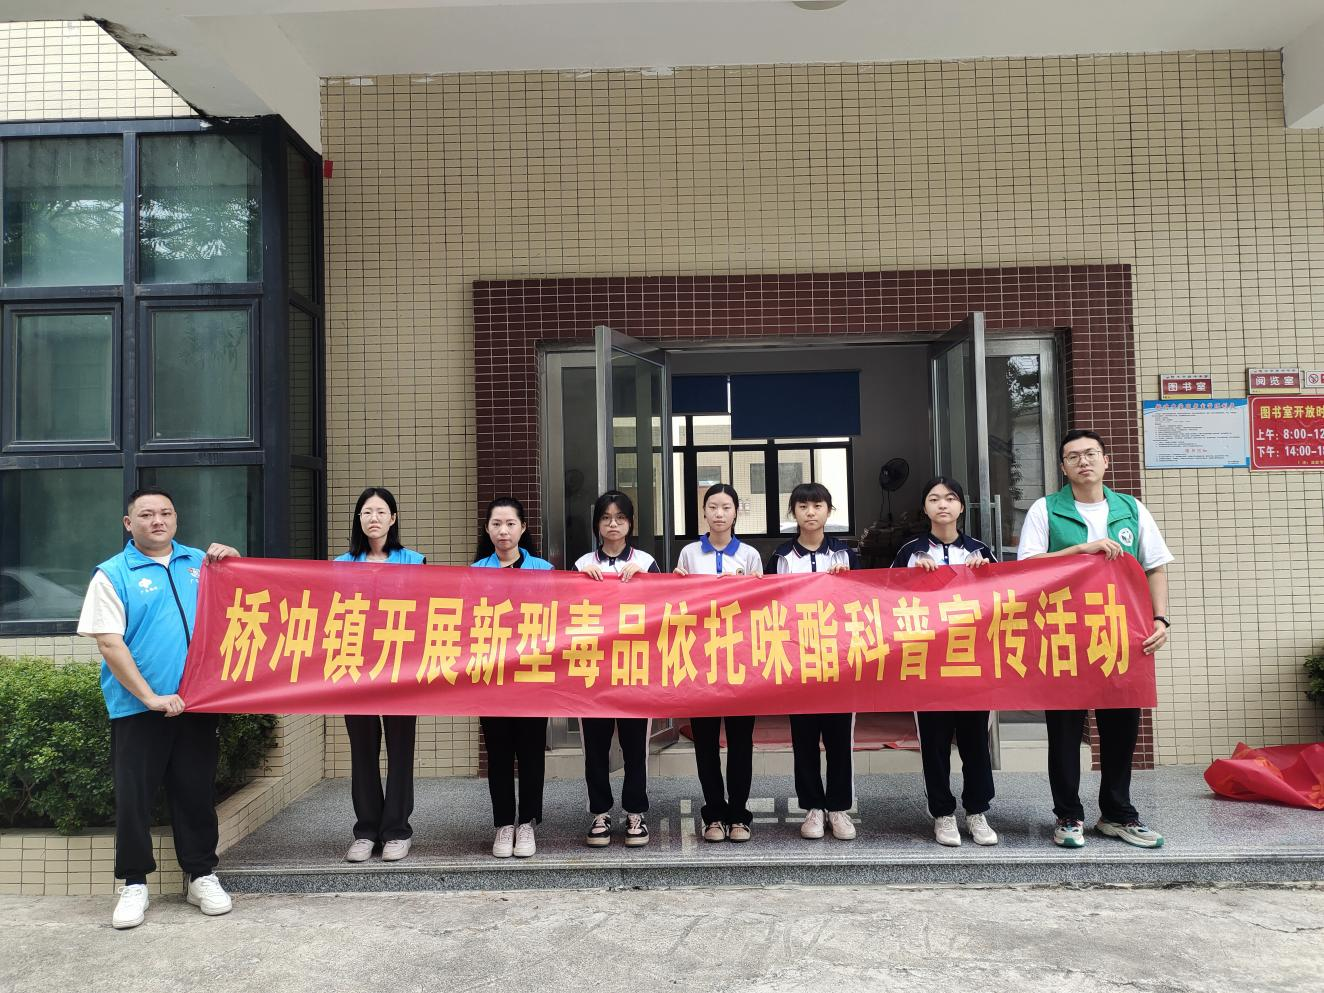 桥冲镇开展新型毒品依托咪酯科普宣传活动
图书室
阅览室
图书室开放时
上午: 8:00-12
下午: 14:00-18